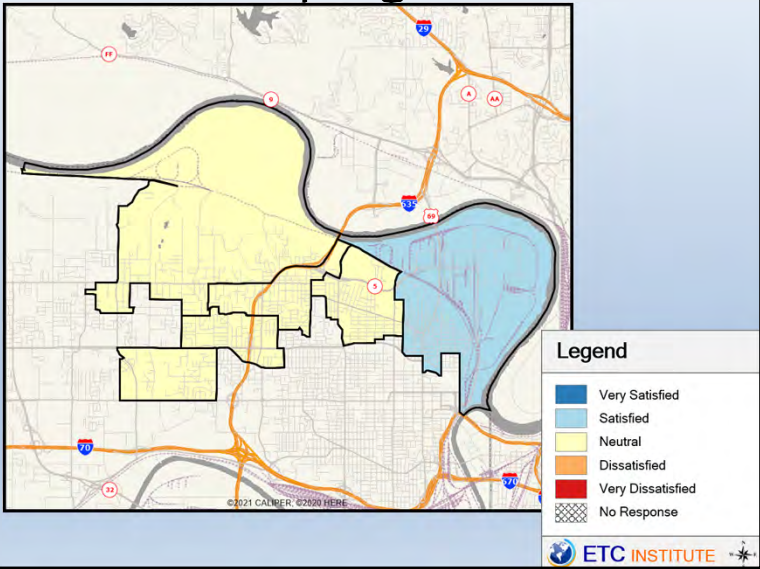 29
FF
9
A
AA
635
69
5
Legend
Very Satisfied
Satisfied
Neutral
Dissatisfied
Very Dissatisfied
No Response
70
670
32
©2021 CALIPER; ©2020 HERE
ETC INSTITUTE